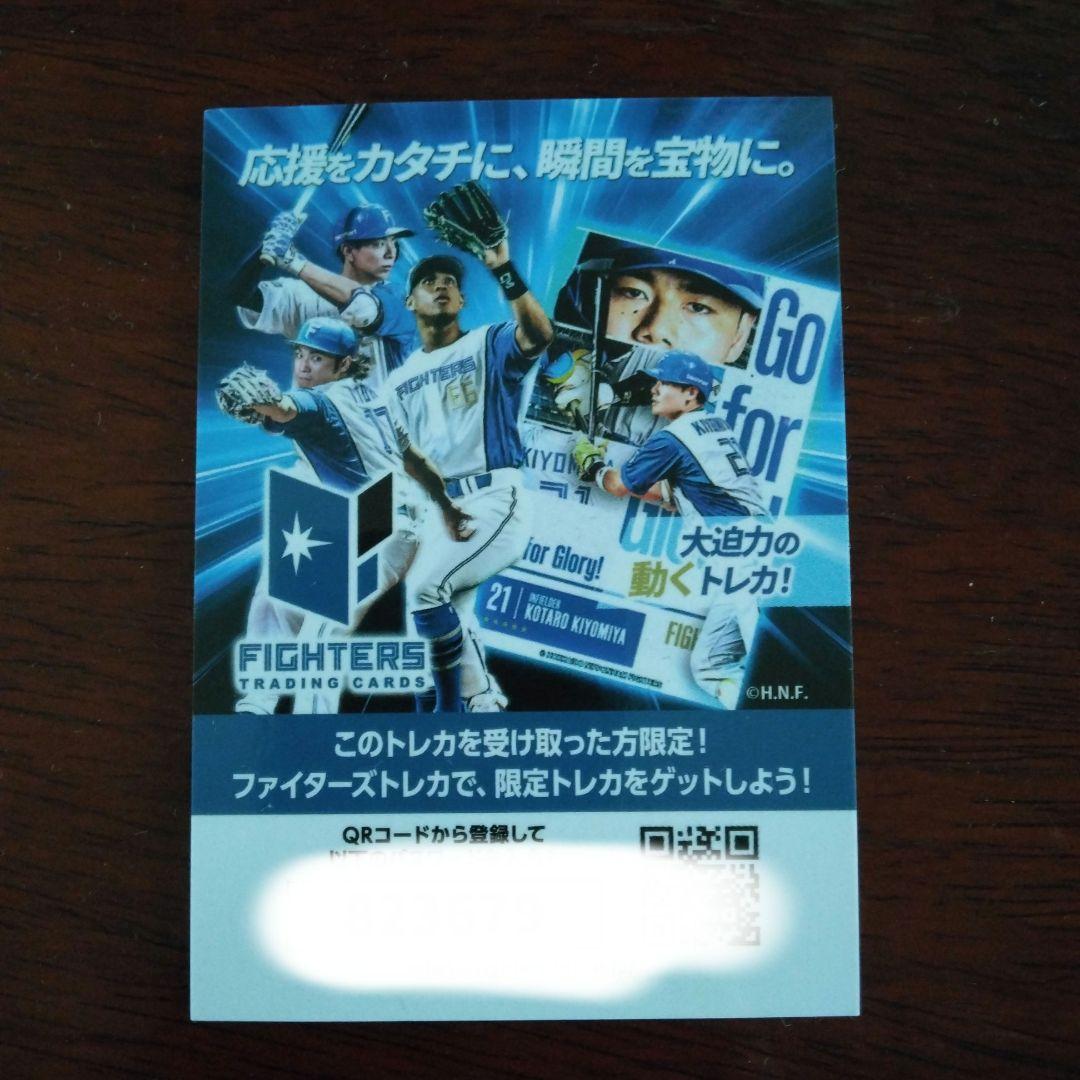 応援をカタチに、瞬間を宝物に。
FIGHTERS
66
Go
for
KIYOMIYA
21
大迫力の
動くトレカ!
for Glory!
21 INFIELDER
KOTARO KIYOMIYA
FIGHTERS
TRADING CARDS
©H.N.F.
このトレカを受け取った方限定!
ファイターズトレカで、限定トレカをゲットしよう!
QRコードから登録して